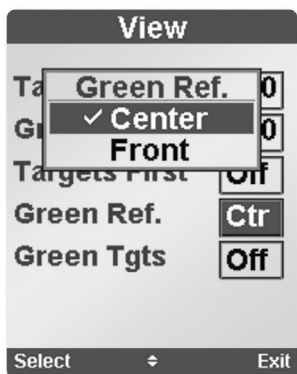 View
Green Ref.
✓ Center
Front
Targets First Off
Green Ref. Ctr
Green Tgts Off
Select Exit